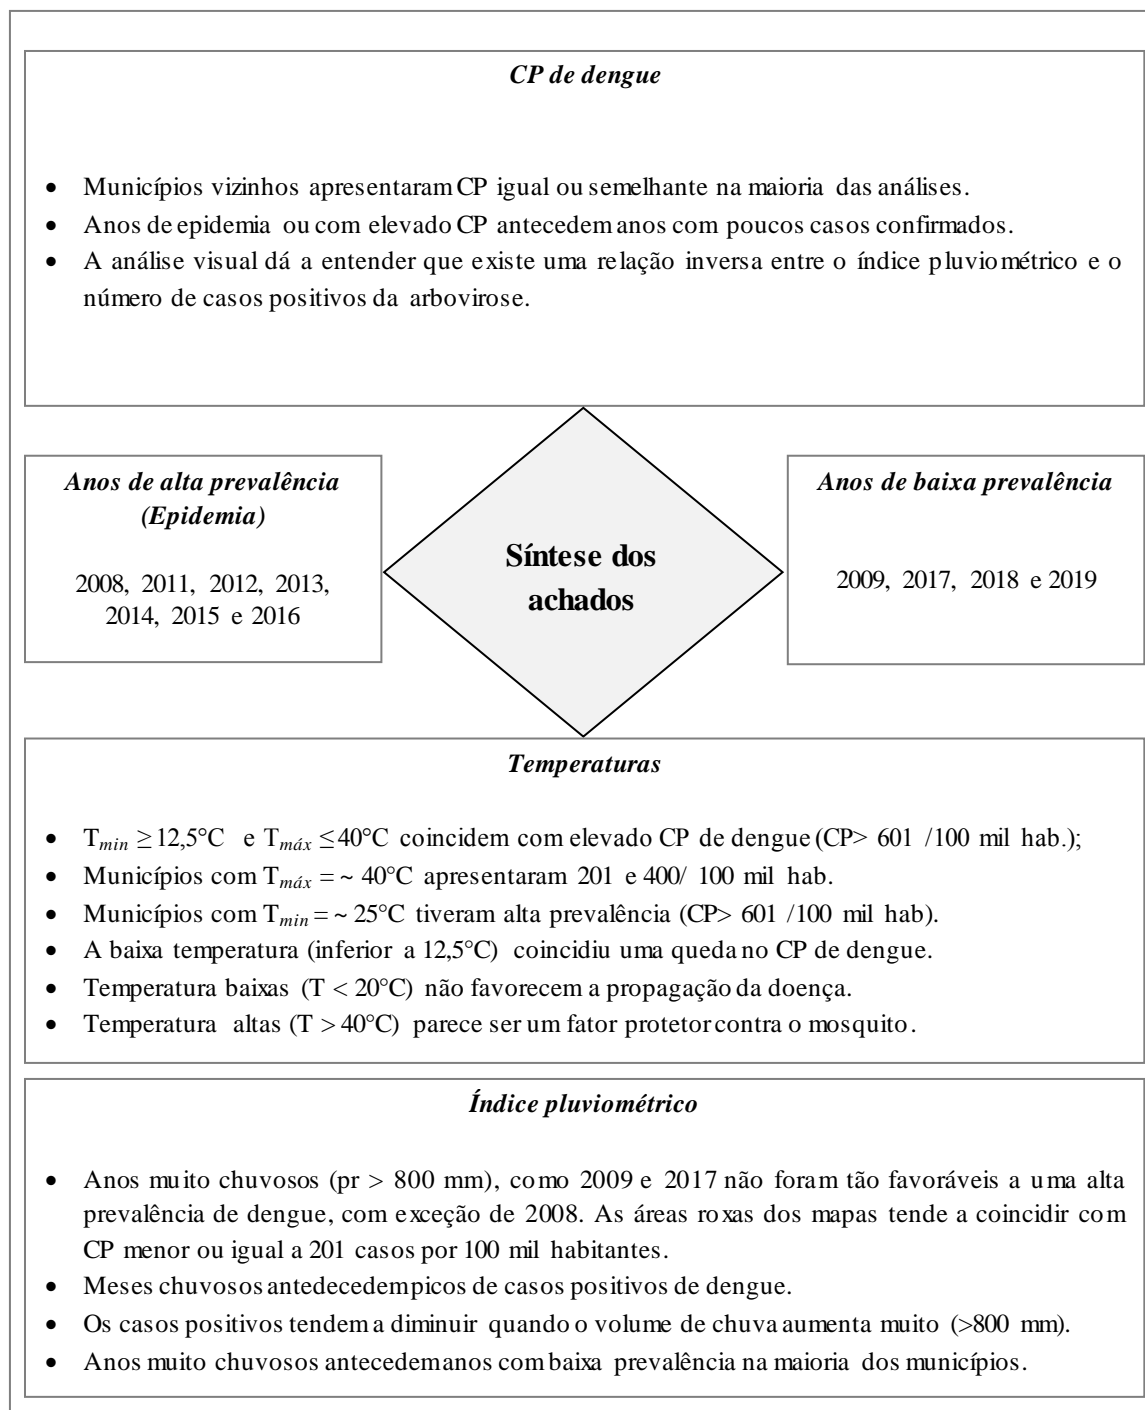 CP de dengue
• Municípios vizinhos apresentaram CP igual ou semelhante na maioria das análises.
• Anos de epidemia ou com elevado CP antecedem anos com poucos casos confirmados.
• A análise visual dá a entender que existe uma relação inversa entre o índice pluviométrico e o
número de casos positivos da arbovirose.
Anos de alta prevalência
(Epidemia)
2008, 2011, 2012, 2013,
2014, 2015 e 2016
Síntese dos
achados
Anos de baixa prevalência
2009, 2017, 2018 e 2019
Temperaturas
• Tmin ≥ 12,5°C e Tmáx ≤ 40°C coincidem com elevado CP de dengue (CP> 601 /100 mil hab.);
• Municípios com Tmáx = ~ 40°C apresentaram 201 e 400/ 100 mil hab.
• Municípios com Tmin = ~ 25°C tiveram alta prevalência (CP> 601 /100 mil hab).
• A baixa temperatura (inferior a 12,5°C) coincidiu uma queda no CP de dengue.
• Temperatura baixas (T < 20°C) não favorecem a propagação da doença.
• Temperatura altas (T > 40°C) parece ser um fator protetor contra o mosquito.
Índice pluviométrico
• Anos muito chuvosos (pr > 800 mm), como 2009 e 2017 não foram tão favoráveis a uma alta
prevalência de dengue, com exceção de 2008. As áreas roxas dos mapas tende a coincidir com
CP menor ou igual a 201 casos por 100 mil habitantes.
• Meses chuvosos antedecedem picos de casos positivos de dengue.
• Os casos positivos tendem a diminuir quando o volume de chuva aumenta muito (>800 mm).
• Anos muito chuvosos antecedem anos com baixa prevalência na maioria dos municípios.